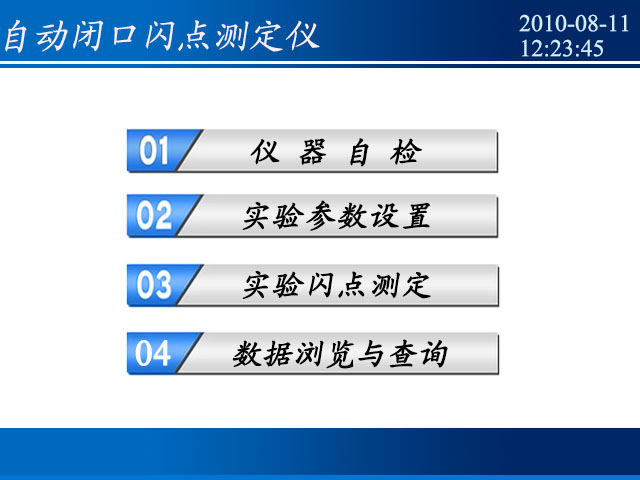 自动闭口闪点测定仪
2010-08-11
12:23:45
01 仪器自检
02 实验参数设置
03 实验闪点测定
04 数据浏览与查询